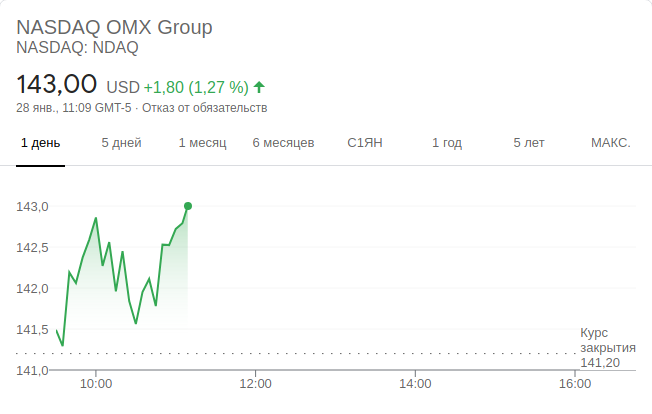 NASDAQ OMX Group
NASDAQ: NDAQ
143,00 USD +1,80 (1,27 %)
28 янв., 11:09 GMT-5 · Отказ от обязательств
1 день 5 дней 1 месяц 6 месяцев С1ЯН 1 год 5 лет МАКС.
143,0
142,5
142,0
141,5
Курс
закрытия
141,20
141,0
10:00 12:00 14:00 16:00